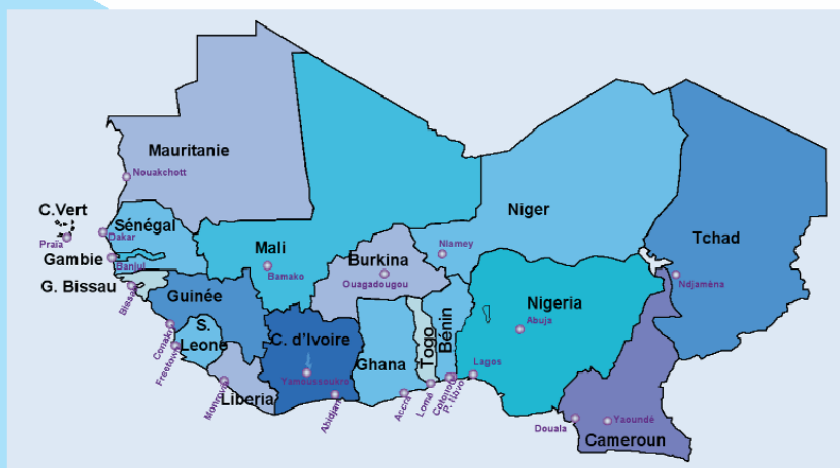 Mauritanie
Nouakchott
C.Vert
Praïa
Sénégal
Dakar
Gambie
Banjul
G. Bissau
Bissau
Mali
Bamako
Burkina
Ouagadougou
Niger
Niamey
Tchad
Ndjaména
Guinée
Conakry
S.
Leone
Freetown
Liberia
Monrovia
C. d'Ivoire
Yamoussoukro
Abidjan
Ghana
Accra
Togo
Lomé
Bénin
Cotonou
P. Novo
Nigeria
Abuja
Lagos
Douala
Yaoundé
Cameroun